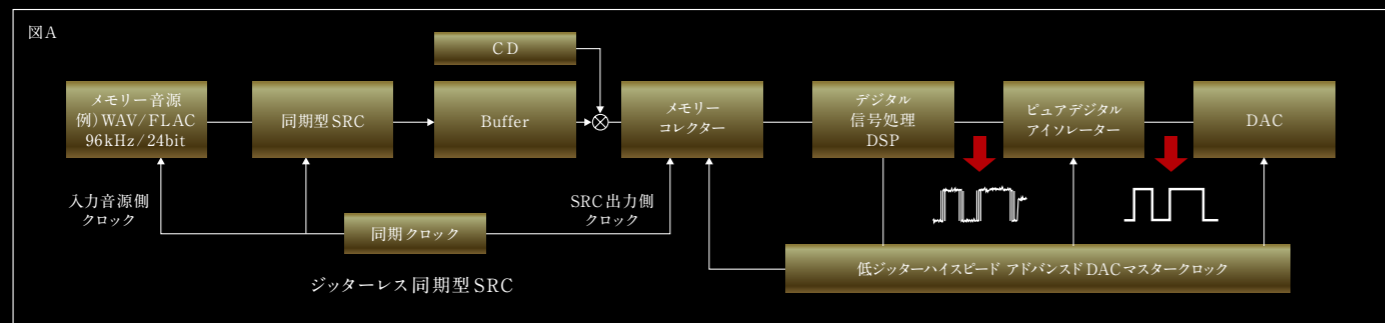 図A
CD
メモリー音源
例)WAV/FLAC
96kHz/24bit
同期型SRC
Buffer
メモリー
コレクター
デジタル
信号処理
DSP
ピュアデジタル
アイソレーター
DAC
入力音源側
クロック
SRC出力側
クロック
同期クロック
低ジッターハイスピード アドバンスドDACマスタークロック
ジッターレス同期型SRC